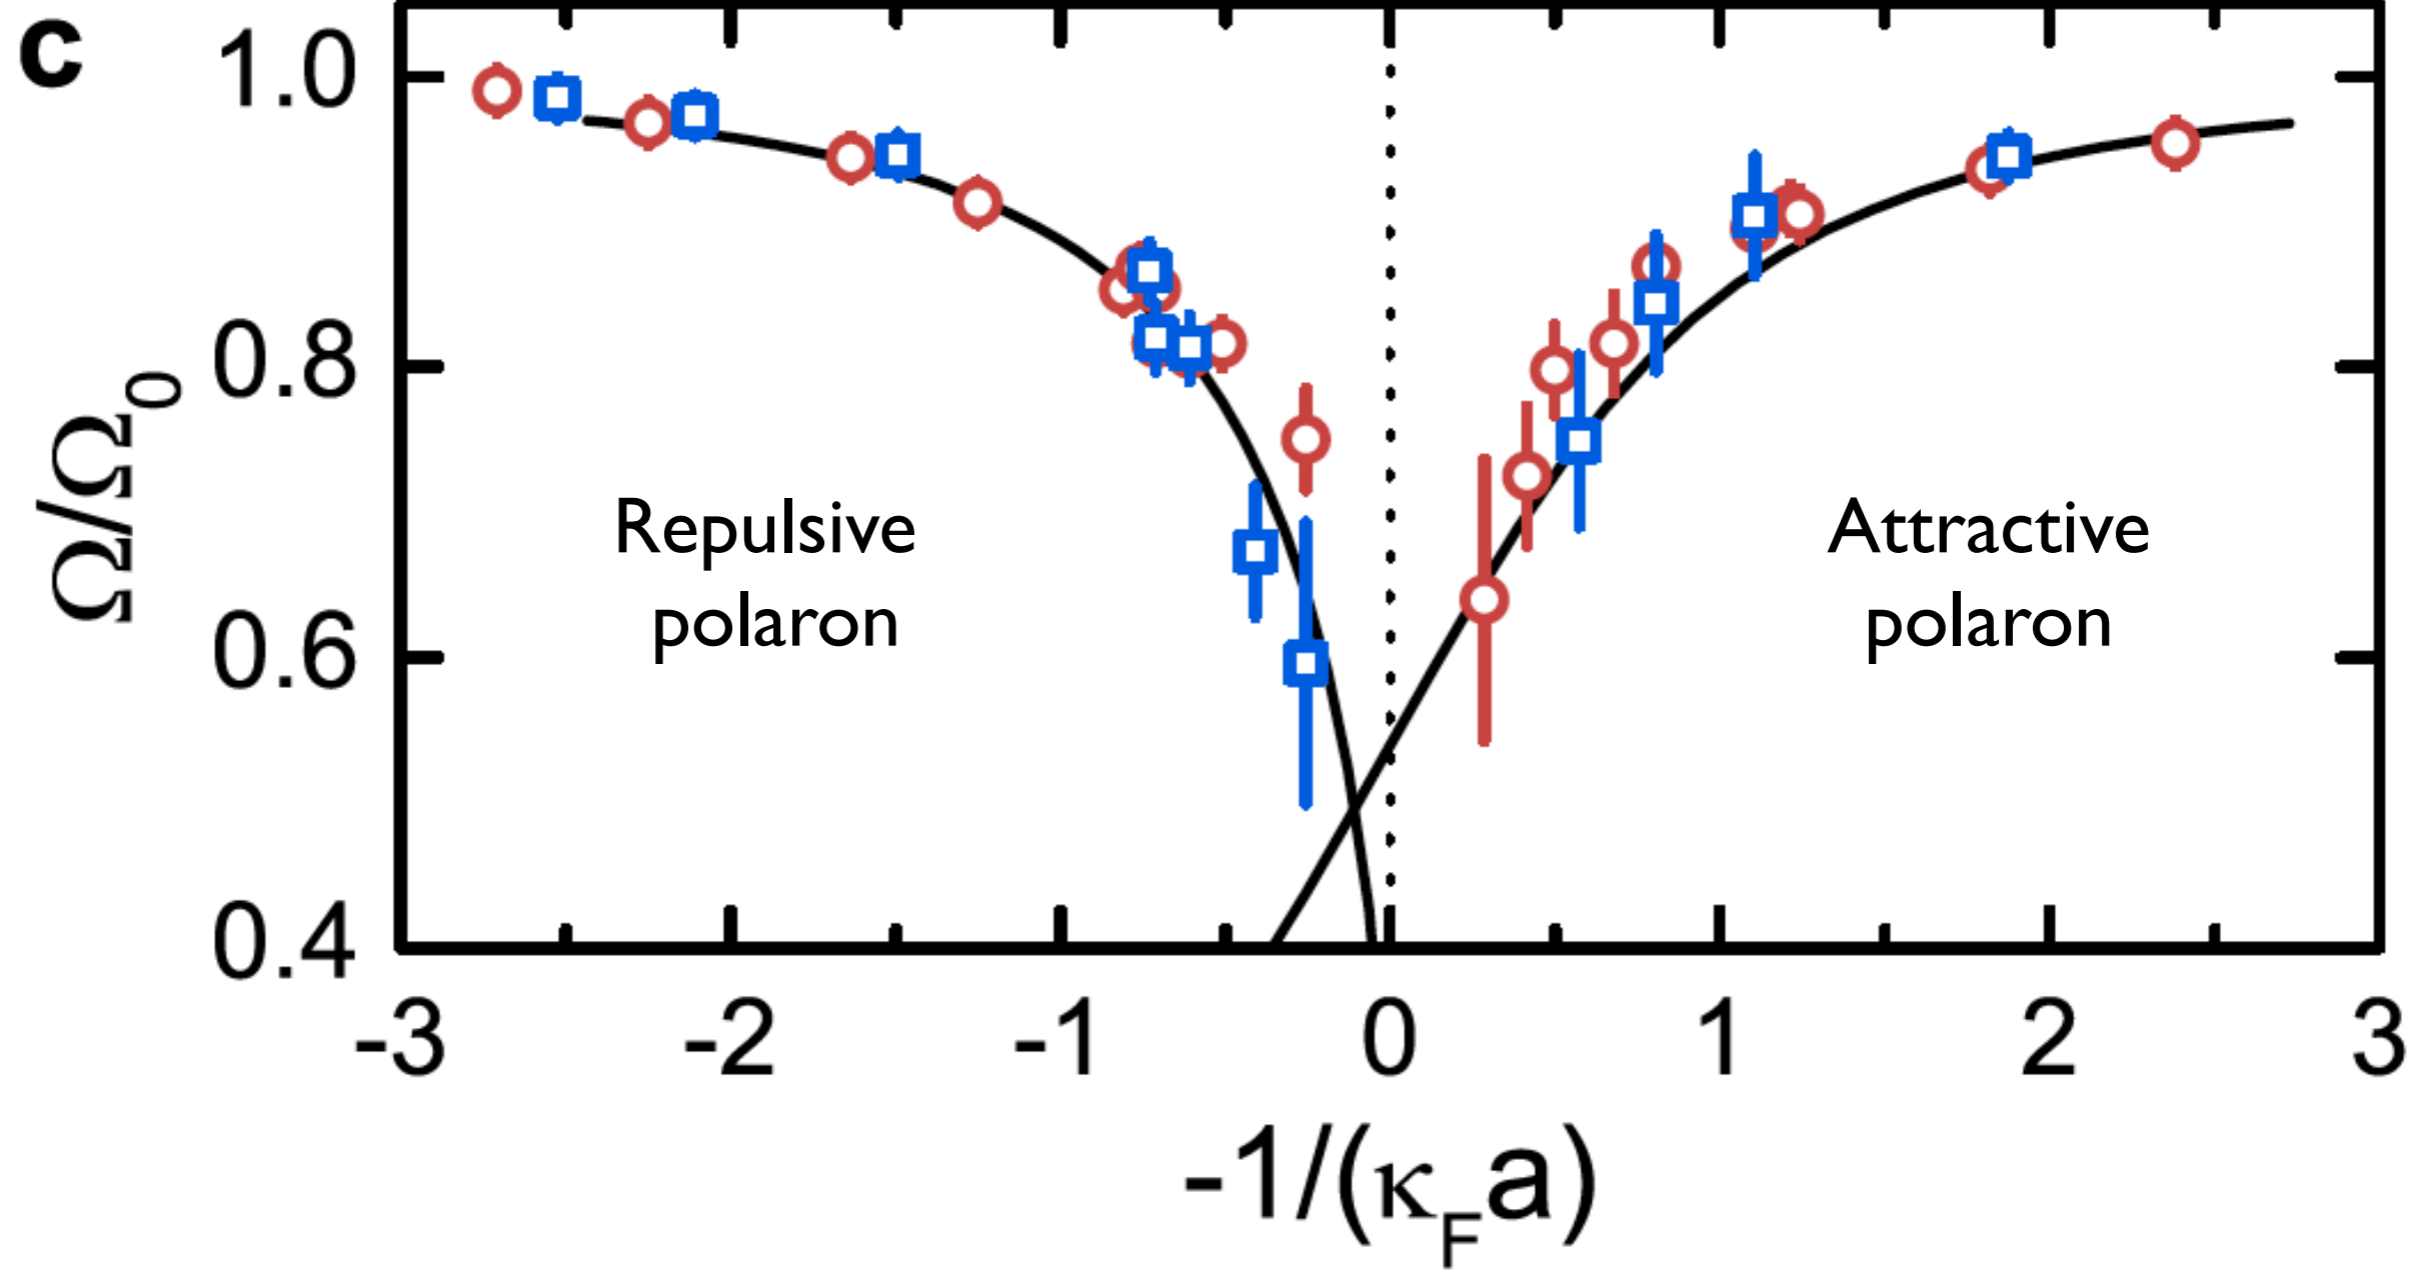 c
1.0
0.8
0.6
0.4
Ω/Ω₀
Repulsive
polaron
Attractive
polaron
-3 -2 -1 0 1 2 3
-1/(κ_F a)